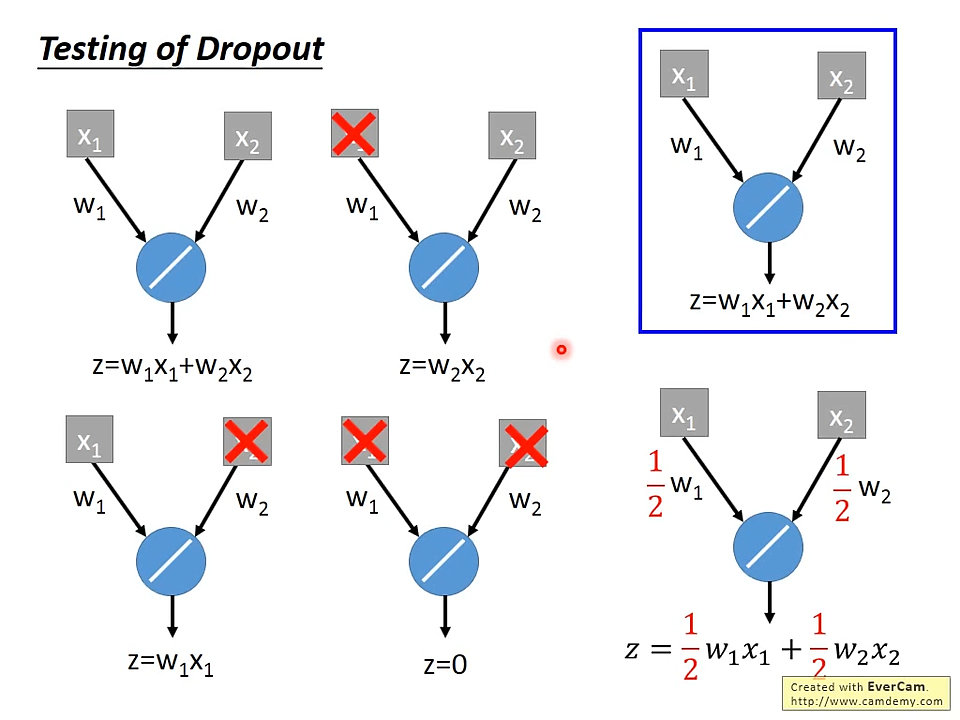 Testing of Dropout
x₁
x₂
w₁
w₂
z=w₁x₁+w₂x₂
x₂
w₁
w₂
z=w₂x₂
x₁
x₂
w₁
w₂
z=w₁x₁+w₂x₂
x₁
w₁
w₂
z=w₁x₁
w₁
w₂
z=0
x₁
x₂
1/2 w₁
1/2 w₂
z = 1/2 w₁x₁ + 1/2 w₂x₂
Created with EverCam.
http://www.camdemy.com